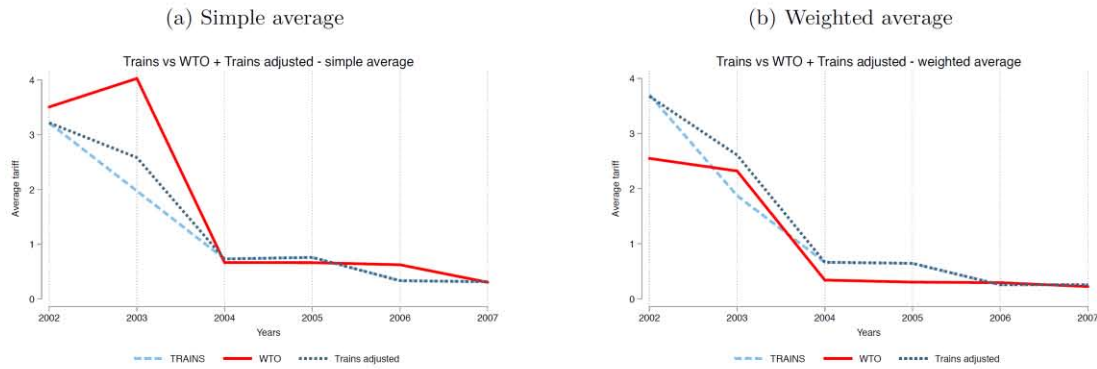 (a) Simple average
Trains vs WTO + Trains adjusted - simple average
Average tariff
4
3
2
1
0
2002 2003 2004 2005 2006 2007
Years
TRAINS WTO Trains adjusted
(b) Weighted average
Trains vs WTO + Trains adjusted - weighted average
Average tariff
4
3
2
1
0
2002 2003 2004 2005 2006 2007
Years
TRAINS WTO Trains adjusted